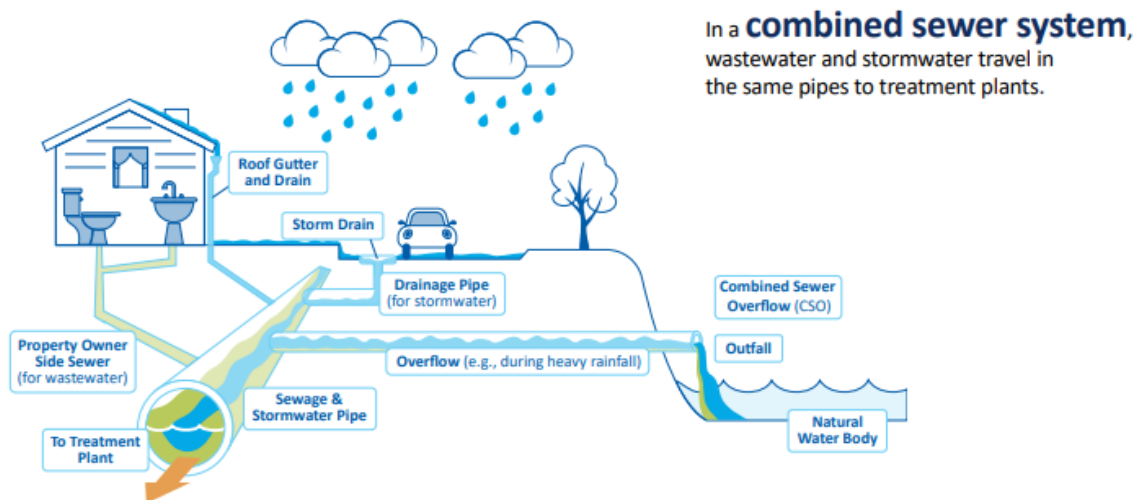 In a combined sewer system,
wastewater and stormwater travel in
the same pipes to treatment plants.
Roof Gutter
and Drain
Storm Drain
Drainage Pipe
(for stormwater)
Combined Sewer
Overflow (CSO)
Property Owner
Side Sewer
(for wastewater)
Overflow (e.g., during heavy rainfall)
Outfall
Sewage &
Stormwater Pipe
Natural
Water Body
To Treatment
Plant